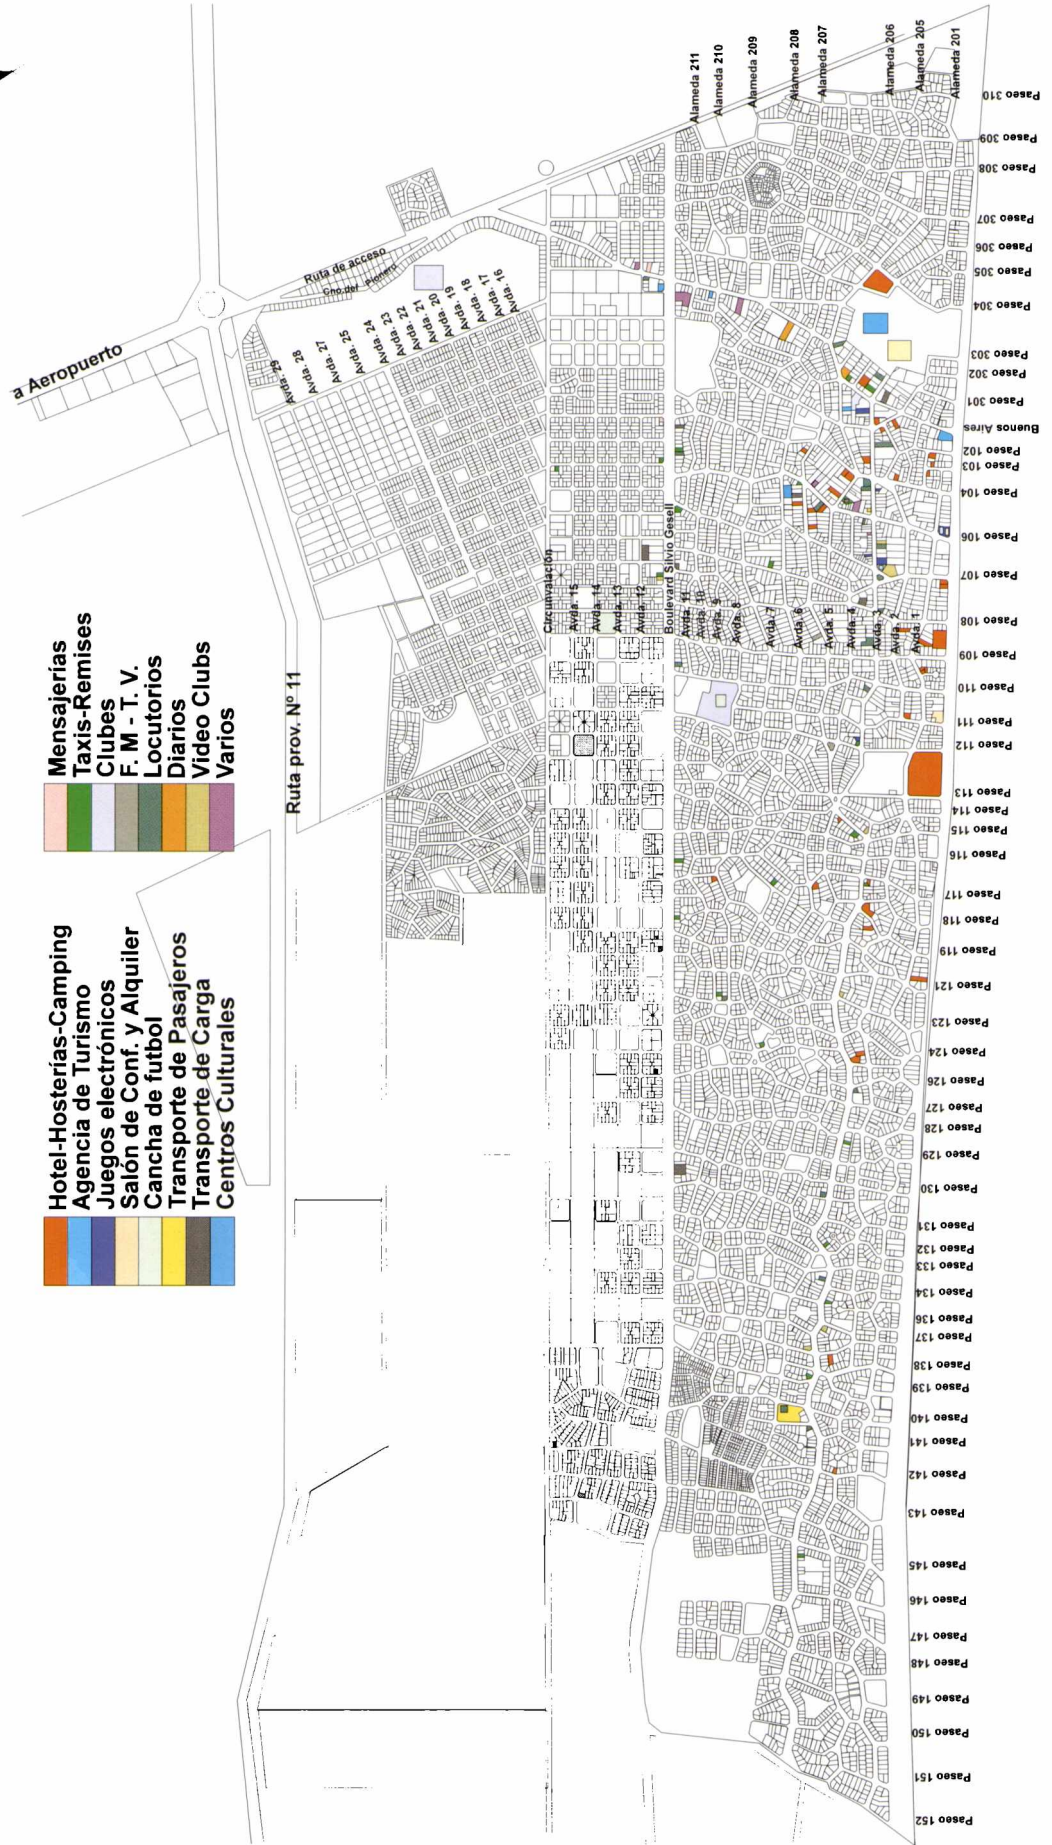 a Aeropuerto
Ruta de acceso
Cno.del Pionero
Avda. 29
Avda. 28
Avda. 27
Avda. 25
Avda. 24
Avda. 23
Avda. 22
Avda. 21
Avda. 20
Avda. 19
Avda. 18
Avda. 17
Avda. 16
Ruta prov. Nº 11
Hotel-Hosterías-Camping
Agencia de Turismo
Juegos electrónicos
Salón de Conf. y Alquiler
Cancha de futbol
Transporte de Pasajeros
Transporte de Carga
Centros Culturales
Mensajerías
Taxis-Remises
Clubes
F. M - T. V.
Locutorios
Diarios
Video Clubs
Varios
Circunvalación
Avda. 15
Avda. 14
Avda. 13
Avda. 12
Boulevard Silvio Gesell
Avda. 11
Avda. 10
Avda. 9
Avda. 8
Avda. 7
Avda. 6
Avda. 5
Avda. 4
Avda. 3
Avda. 2
Avda. 1
Alameda 211
Alameda 210
Alameda 209
Alameda 208
Alameda 207
Alameda 206
Alameda 205
Alameda 201
Paseo 310
Paseo 309
Paseo 308
Paseo 307
Paseo 306
Paseo 305
Paseo 304
Paseo 303
Paseo 302
Paseo 301
Buenos Aires
Paseo 102
Paseo 103
Paseo 104
Paseo 106
Paseo 107
Paseo 108
Paseo 109
Paseo 110
Paseo 111
Paseo 112
Paseo 113
Paseo 114
Paseo 115
Paseo 116
Paseo 117
Paseo 118
Paseo 119
Paseo 121
Paseo 123
Paseo 124
Paseo 126
Paseo 127
Paseo 128
Paseo 129
Paseo 130
Paseo 131
Paseo 132
Paseo 133
Paseo 134
Paseo 136
Paseo 137
Paseo 138
Paseo 139
Paseo 140
Paseo 141
Paseo 142
Paseo 143
Paseo 145
Paseo 146
Paseo 147
Paseo 148
Paseo 149
Paseo 150
Paseo 151
Paseo 152